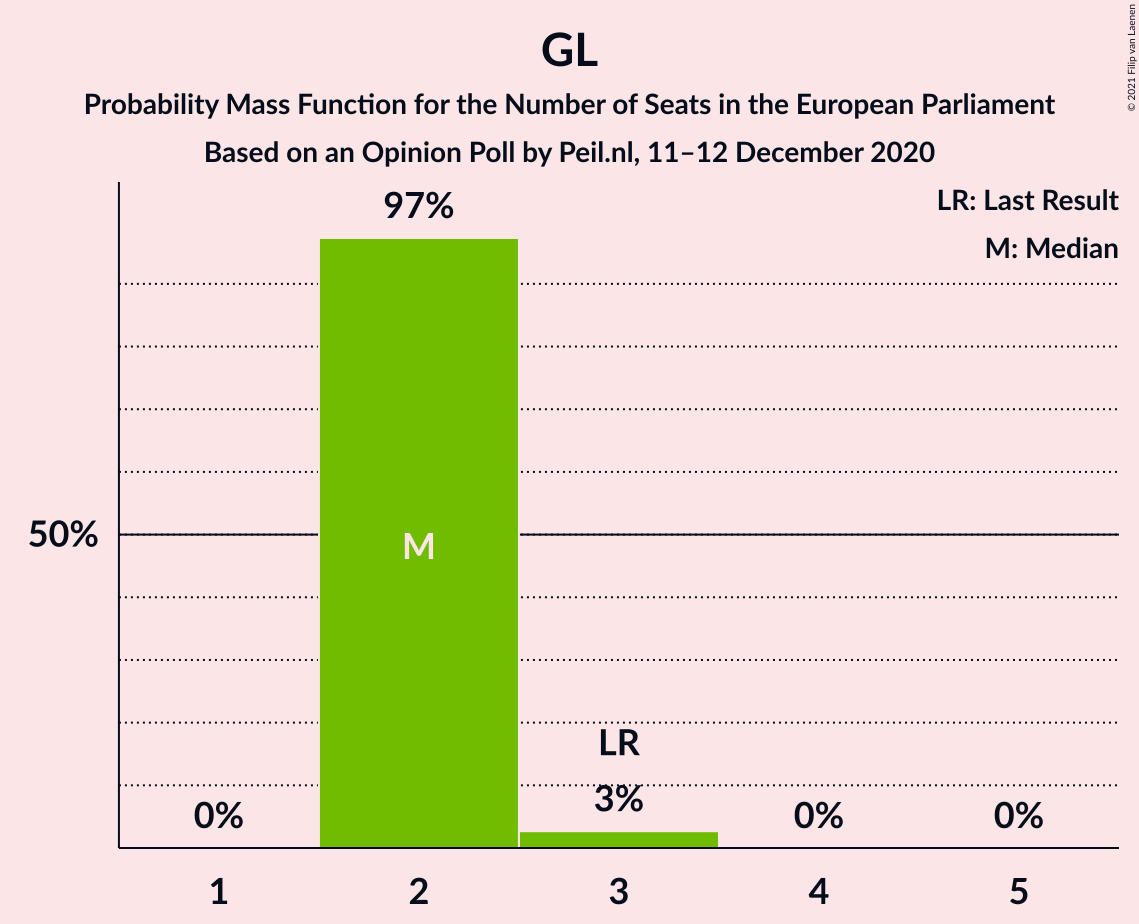 GL
Probability Mass Function for the Number of Seats in the European Parliament
Based on an Opinion Poll by Peil.nl, 11–12 December 2020
© 2021 Filip van Laenen
LR: Last Result
M: Median
97%
50%
M
LR
0%
3%
0%
0%
1
2
3
4
5